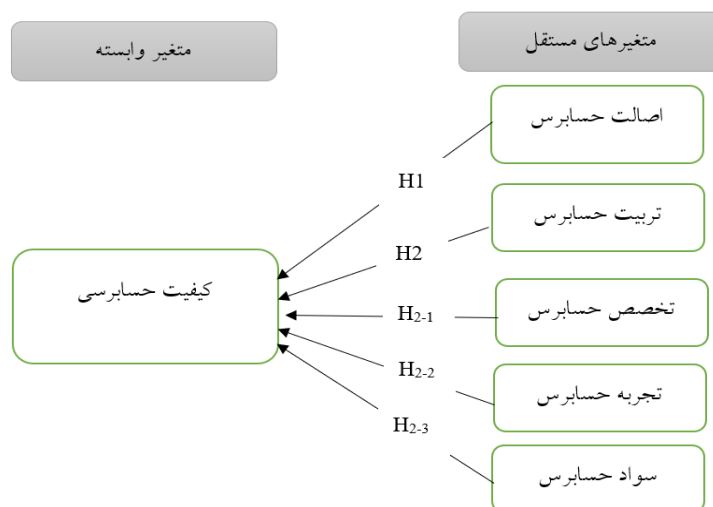 متغیرهای مستقل
متغیر وابسته
اصالت حسابرس
H1
تربیت حسابرس
H2
کیفیت حسابرسی
تخصص حسابرس
H2-1
تجربه حسابرس
H2-2
سواد حسابرس
H2-3